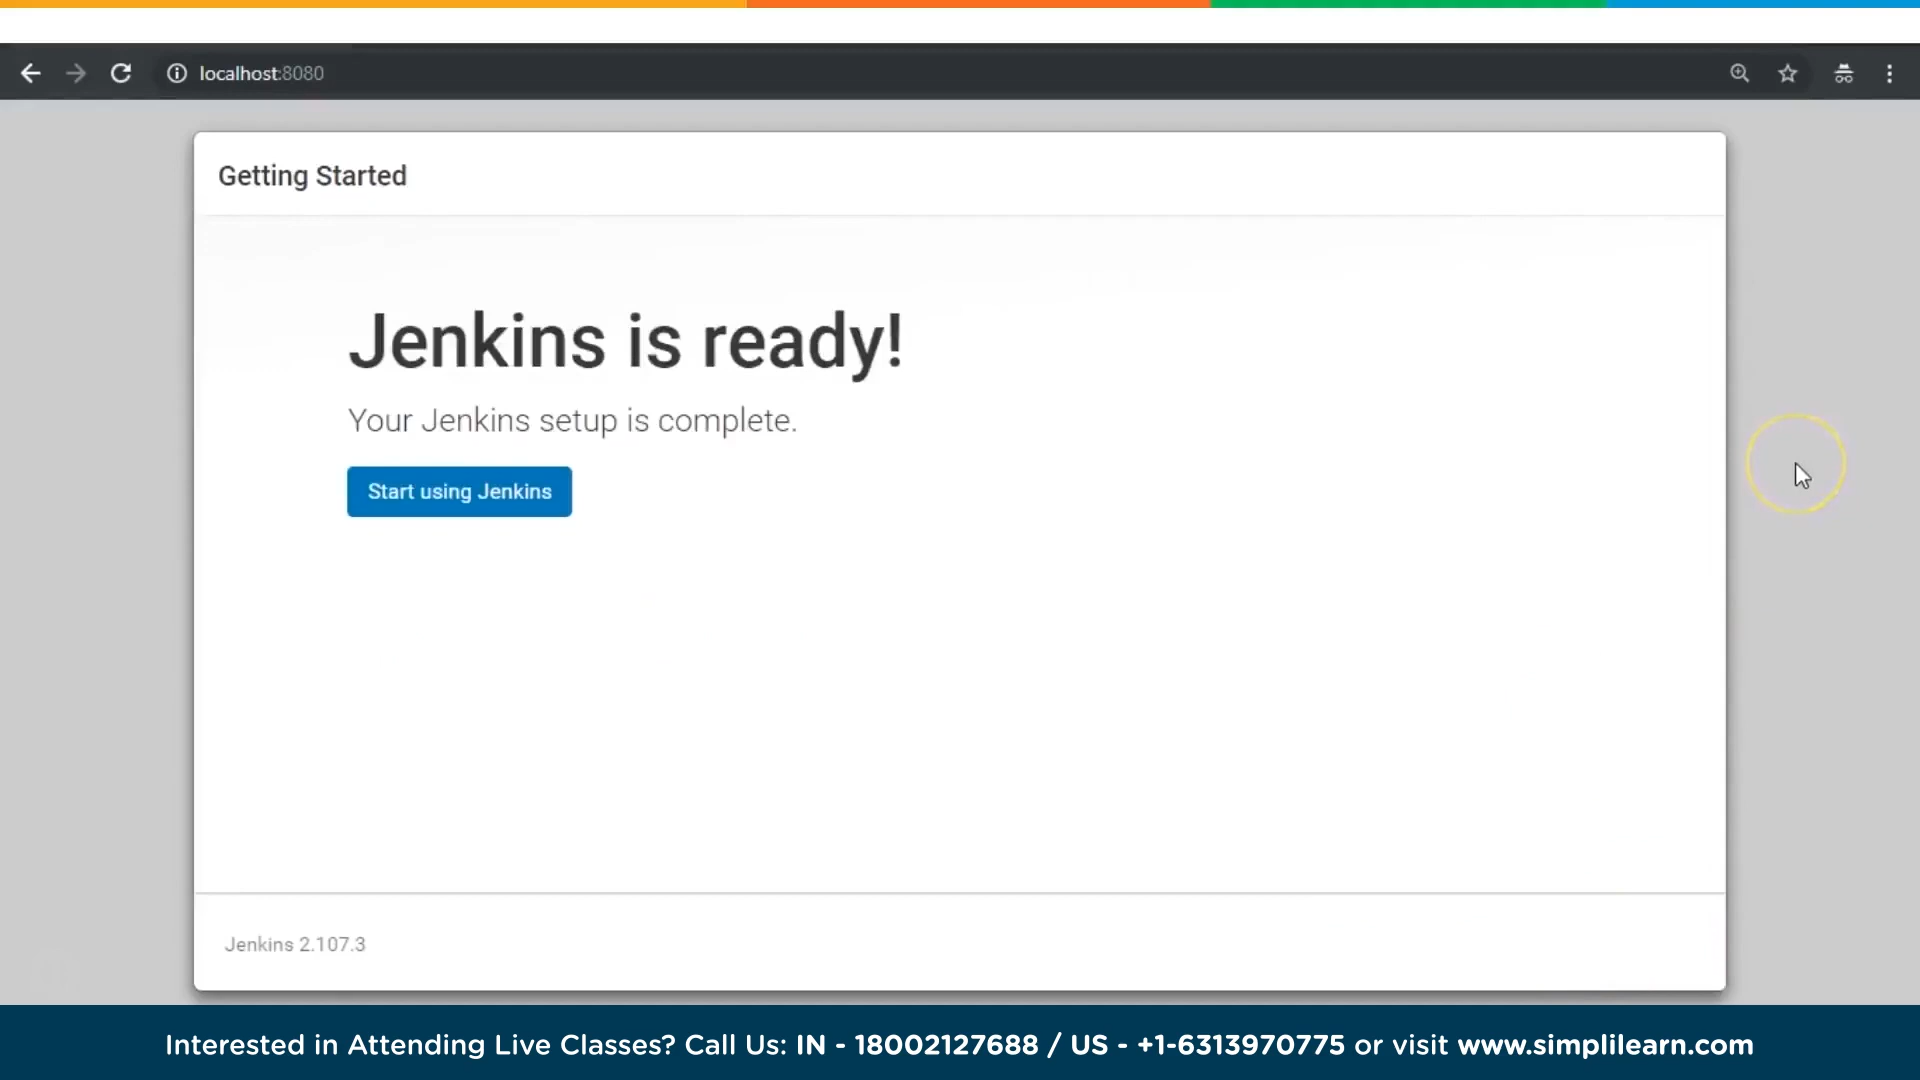 localhost:8080
Getting Started
Jenkins is ready!
Your Jenkins setup is complete.
Start using Jenkins
Jenkins 2.107.3
Interested in Attending Live Classes? Call Us: IN - 18002127688 / US - +1-6313970775 or visit www.simplilearn.com